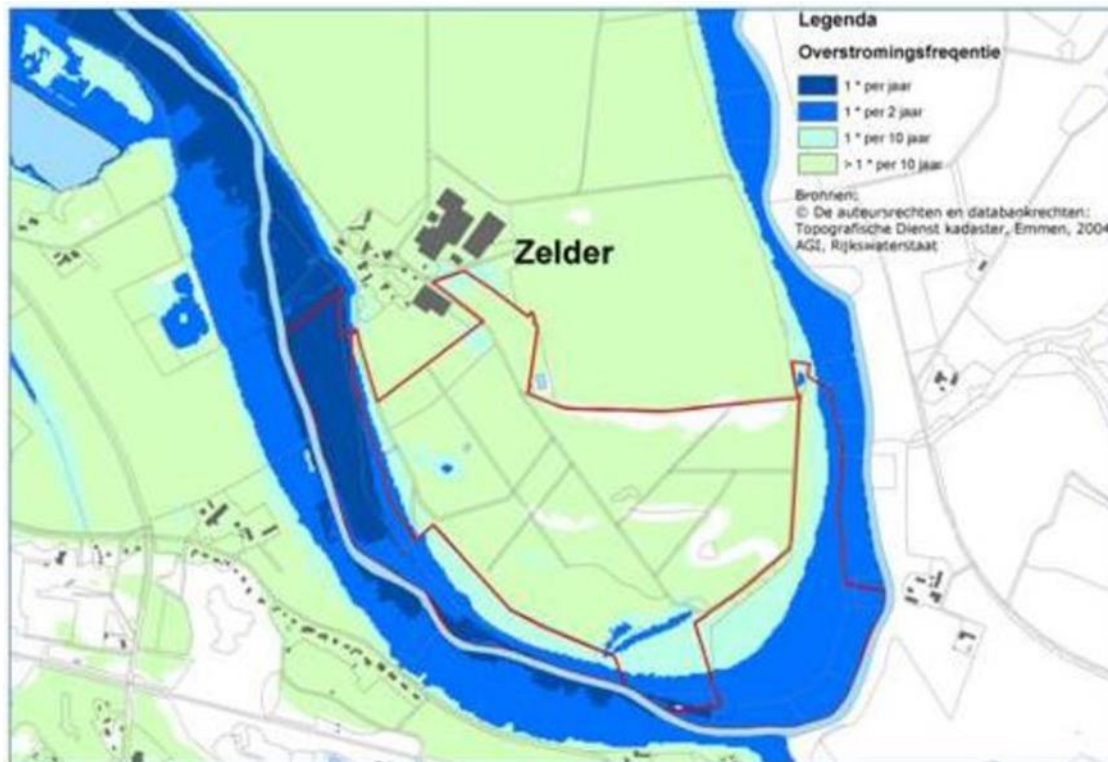 Legenda
Overstromingsfreqentie
1 * per jaar
1 * per 2 jaar
1 * per 10 jaar
> 1 * per 10 jaar
Bronnen:
© De auteursrechten en databankrechten:
Topografische Dienst kadaster, Emmen, 2004
AGI, Rijkswaterstaat
Zelder